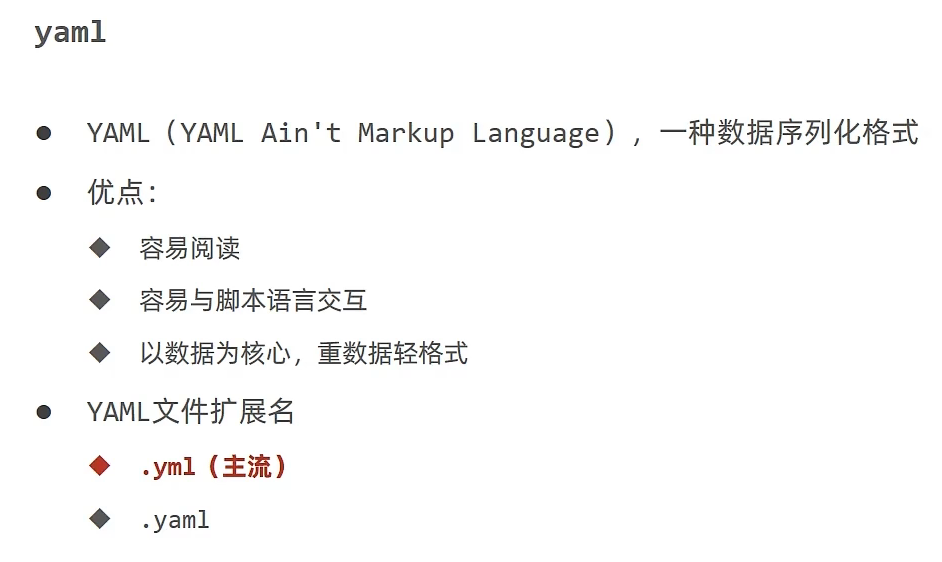 yaml
YAML（YAML Ain't Markup Language），一种数据序列化格式
优点：
容易阅读
容易与脚本语言交互
以数据为核心，重数据轻格式
YAML文件扩展名
.yml（主流）
.yaml